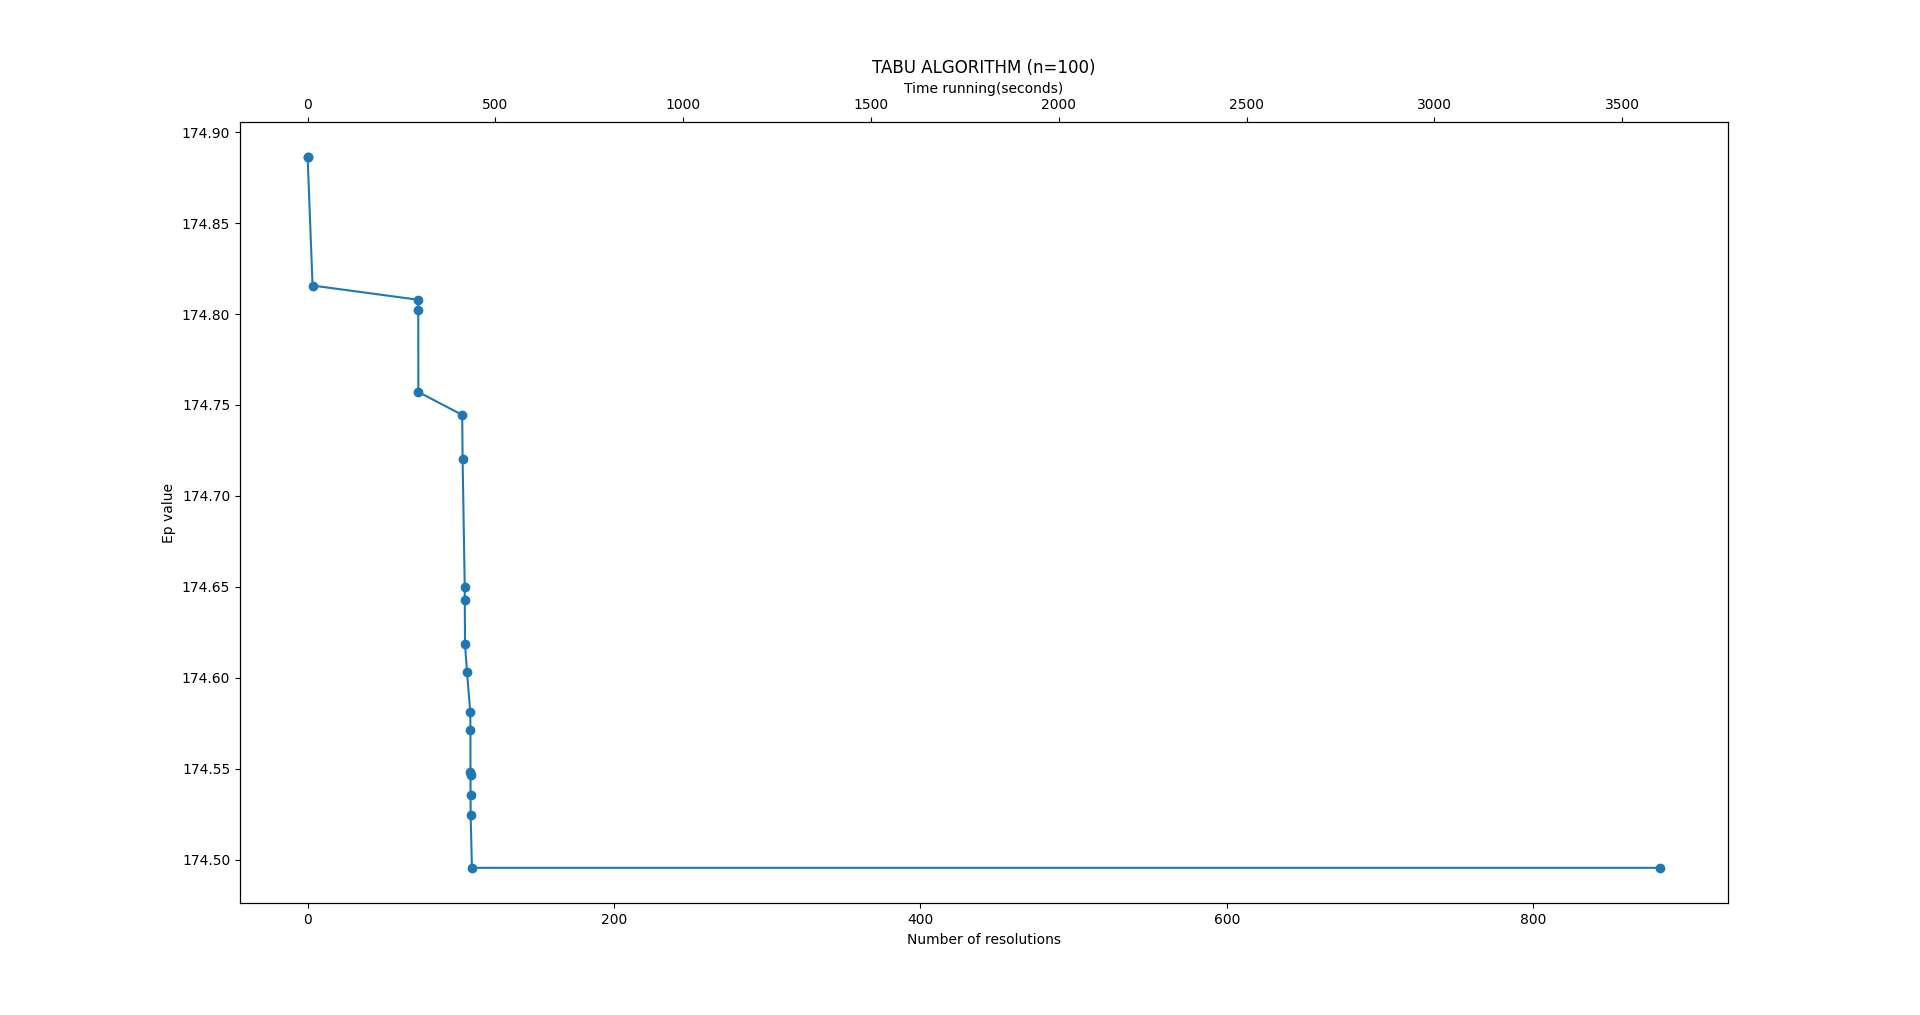 TABU ALGORITHM (n=100)
Time running(seconds)
0 500 1000 1500 2000 2500 3000 3500
174.90
174.85
174.80
174.75
174.70
174.65
174.60
174.55
174.50
Ep value
0 200 400 600 800
Number of resolutions